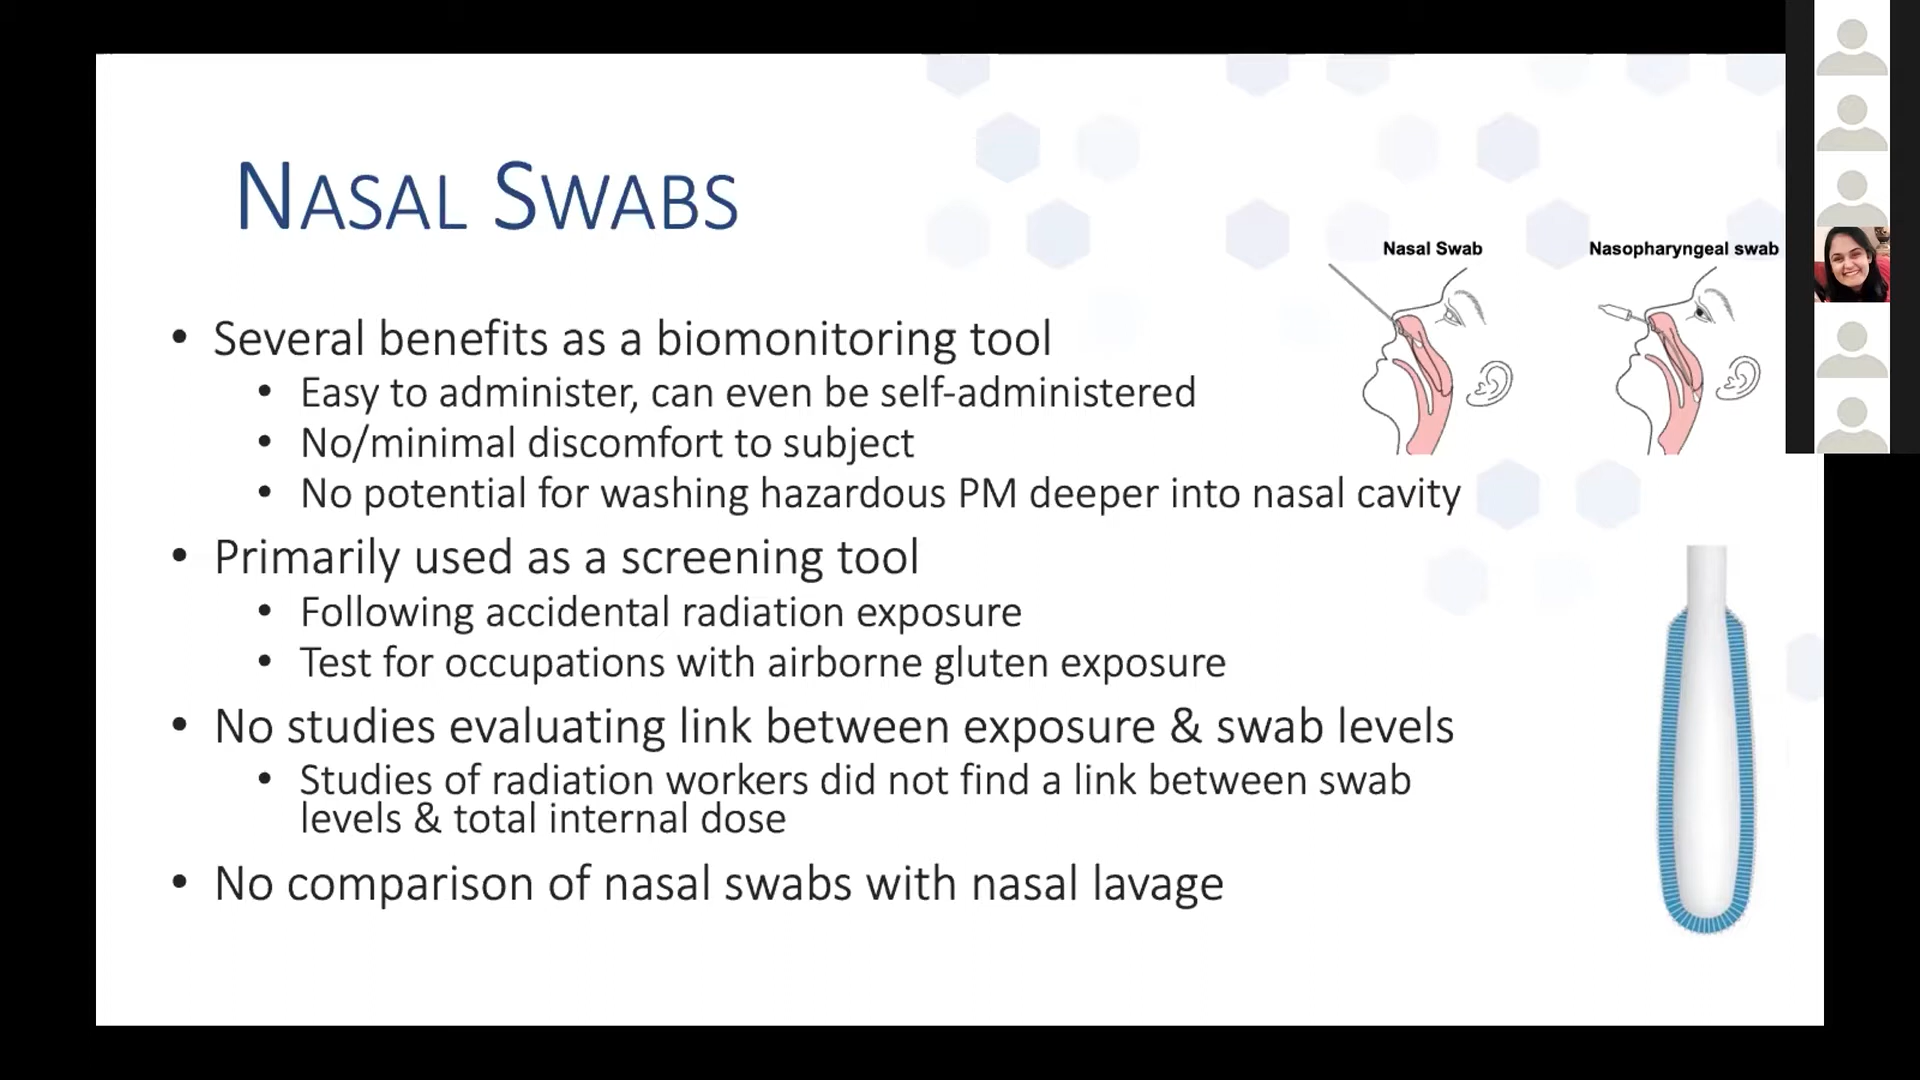 NASAL SWABS
Nasal Swab
Nasopharyngeal swab
• Several benefits as a biomonitoring tool
• Easy to administer, can even be self-administered
• No/minimal discomfort to subject
• No potential for washing hazardous PM deeper into nasal cavity
• Primarily used as a screening tool
• Following accidental radiation exposure
• Test for occupations with airborne gluten exposure
• No studies evaluating link between exposure & swab levels
• Studies of radiation workers did not find a link between swab
levels & total internal dose
• No comparison of nasal swabs with nasal lavage